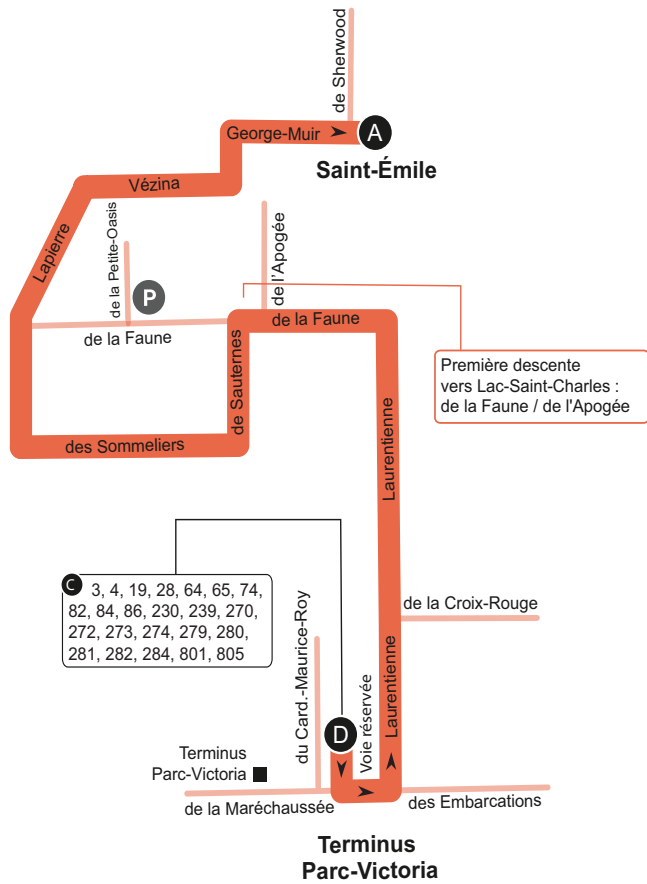 de Sherwood
George-Muir
A
Saint-Émile
Vézina
Lapierre
de la Petite-Oasis
P
de l'Apogée
de la Faune
de la Faune
de Sauternes
des Sommeliers
Première descente
vers Lac-Saint-Charles :
de la Faune / de l'Apogée
Laurentienne
C 3, 4, 19, 28, 64, 65, 74,
82, 84, 86, 230, 239, 270,
272, 273, 274, 279, 280,
281, 282, 284, 801, 805
de la Croix-Rouge
du Card.-Maurice-Roy
D
Voie réservée
Laurentienne
Terminus
Parc-Victoria
de la Maréchaussée
des Embarcations
Terminus
Parc-Victoria